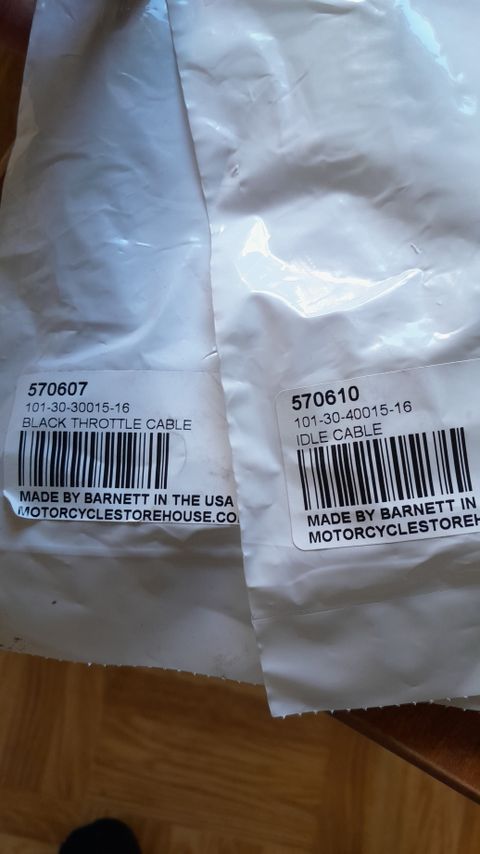 570607
101-30-30015-16
BLACK THROTTLE CABLE
MADE BY BARNETT IN THE USA
MOTORCYCLESTOREHOUSE.CO
570610
101-30-40015-16
IDLE CABLE
MADE BY BARNETT IN
MOTORCYCLESTOREH